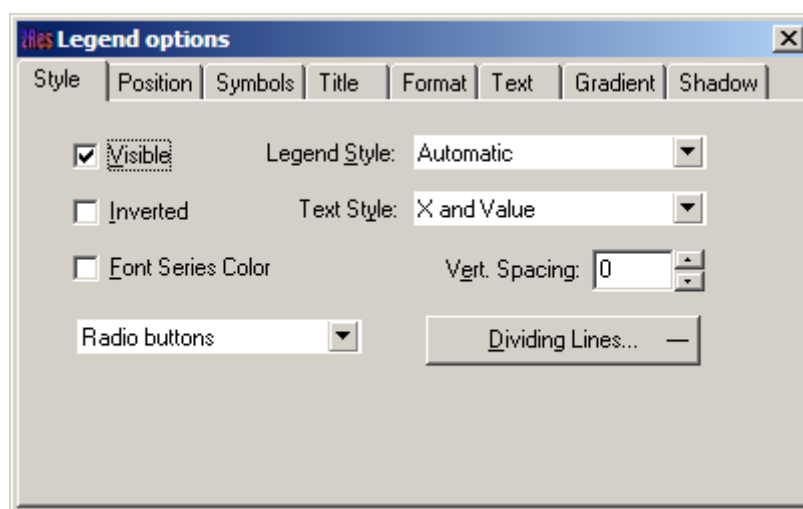 zRes Legend options
Style Position Symbols Title Format Text Gradient Shadow
Visible Legend Style: Automatic
Inverted Text Style: X and Value
Font Series Color Vert. Spacing: 0
Radio buttons Dividing Lines...